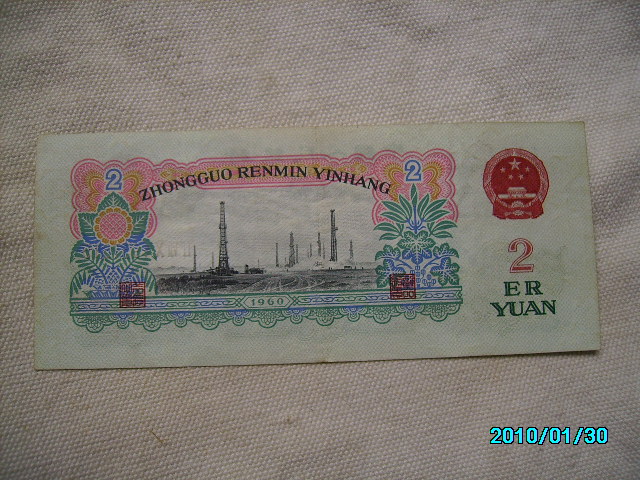 2
ZHONGGUO RENMIN YINHANG
2
1960
2
ER
YUAN
2010/01/30